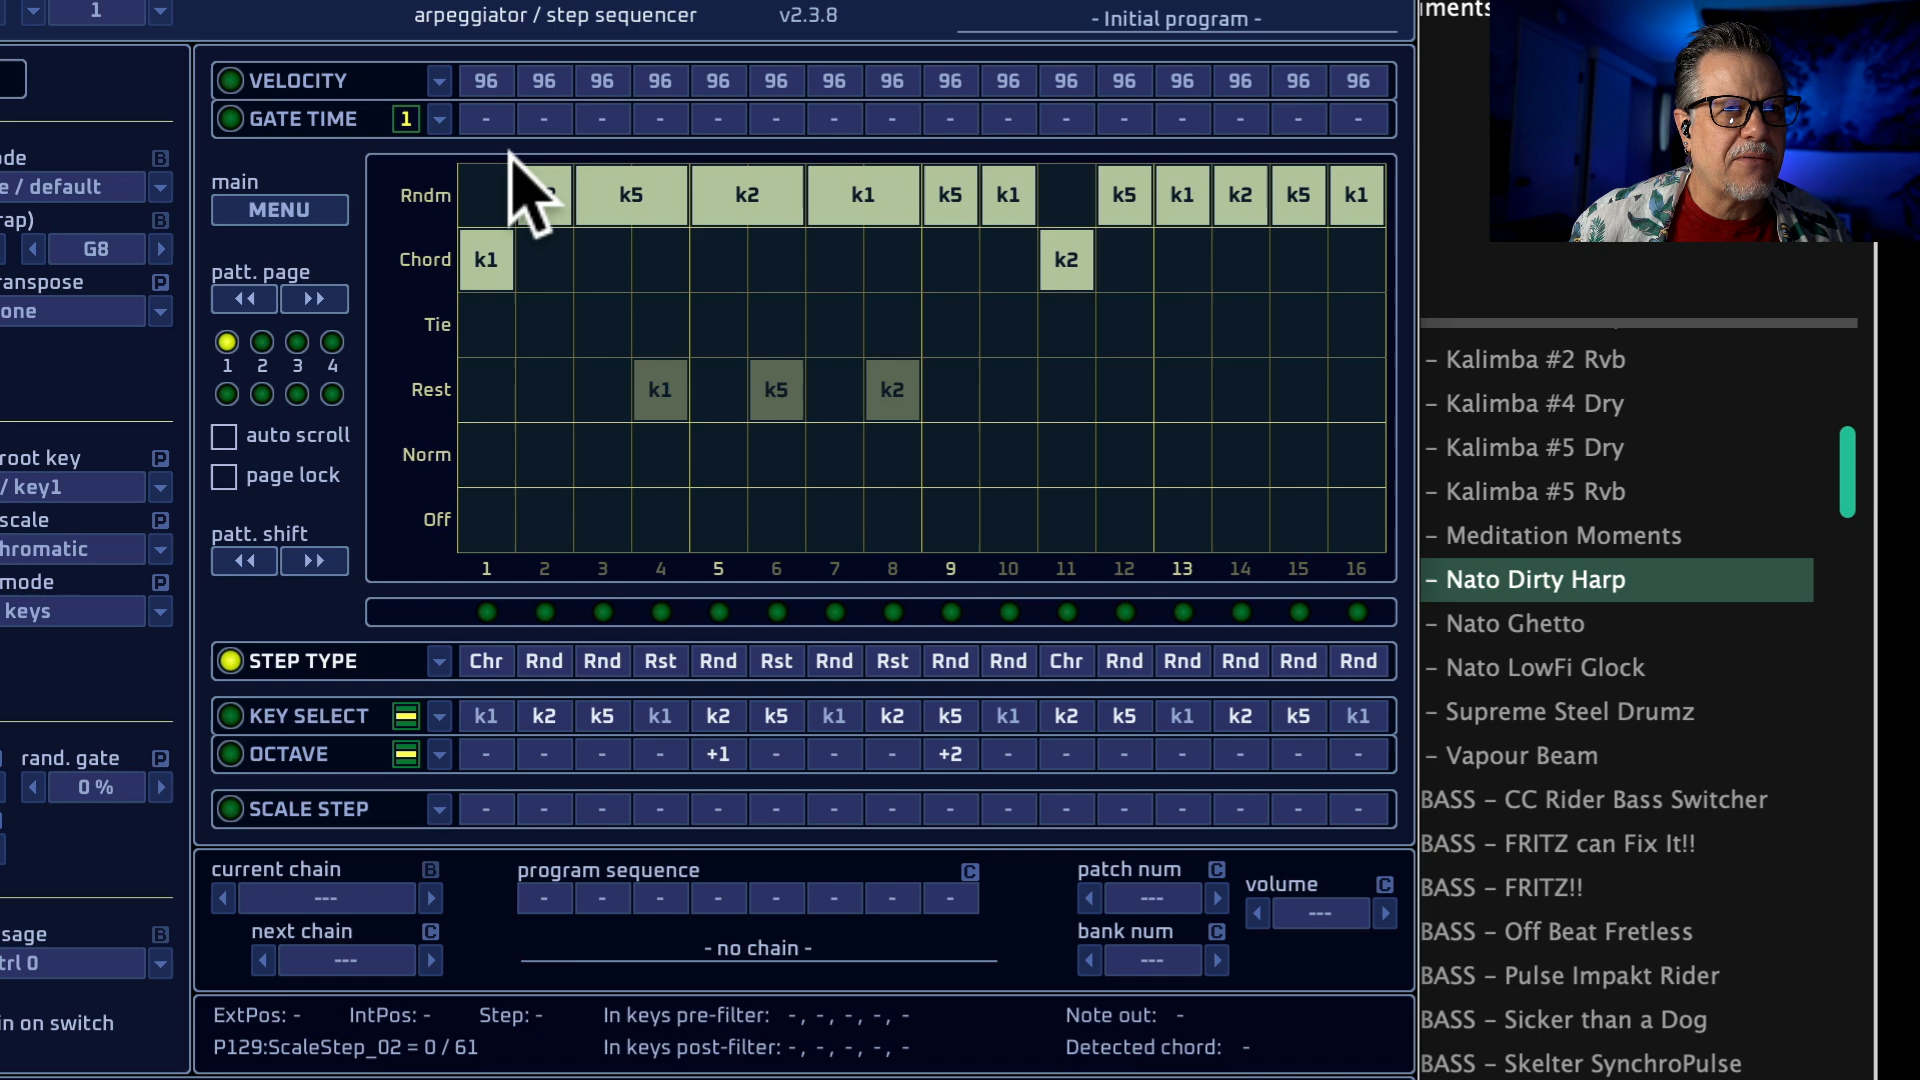 1
arpeggiator / step sequencer
v2.3.8
- Initial program -
iments
VELOCITY 96 96 96 96 96 96 96 96 96 96 96 96 96 96 96 96
GATE TIME 1 - - - - - - - - - - - - - - - -
ode B
e / default
rap) B
G8
ranspose P
one
root key P
/ key1
scale P
hromatic
mode P
keys
rand. gate P
0 %
sage B
trl 0
in on switch
main
MENU
patt. page
1 2 3 4
auto scroll
page lock
patt. shift
Rndm k5 k2 k1 k5 k1 k5 k1 k2 k5 k1
Chord k1 k2
Tie
Rest k1 k5 k2
Norm
Off
1 2 3 4 5 6 7 8 9 10 11 12 13 14 15 16
STEP TYPE Chr Rnd Rnd Rst Rnd Rst Rnd Rst Rnd Rnd Chr Rnd Rnd Rnd Rnd Rnd
KEY SELECT k1 k2 k5 k1 k2 k5 k1 k2 k5 k1 k2 k5 k1 k2 k5 k1
OCTAVE - - - - +1 - - - +2 - - - - - - -
SCALE STEP - - - - - - - - - - - - - - - -
current chain B
---
next chain C
---
program sequence C
- - - - - - - -
- no chain -
patch num C
---
bank num C
---
volume C
---
ExtPos: - IntPos: - Step: - In keys pre-filter: - , - , - , - , - Note out: -
P129:ScaleStep_02 = 0 / 61 In keys post-filter: - , - , - , - , - Detected chord: -
– Kalimba #2 Rvb
– Kalimba #4 Dry
– Kalimba #5 Dry
– Kalimba #5 Rvb
– Meditation Moments
– Nato Dirty Harp
– Nato Ghetto
– Nato LowFi Glock
– Supreme Steel Drumz
– Vapour Beam
BASS – CC Rider Bass Switcher
BASS – FRITZ can Fix It!!
BASS – FRITZ!!
BASS – Off Beat Fretless
BASS – Pulse Impakt Rider
BASS – Sicker than a Dog
BASS – Skelter SynchroPulse